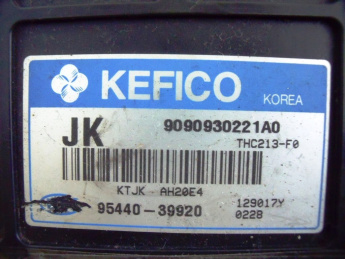 KEFICO
KOREA
JK 9090930221A0
THC213-F0
KTJK AH20E4
95440-39920
129017Y
0228